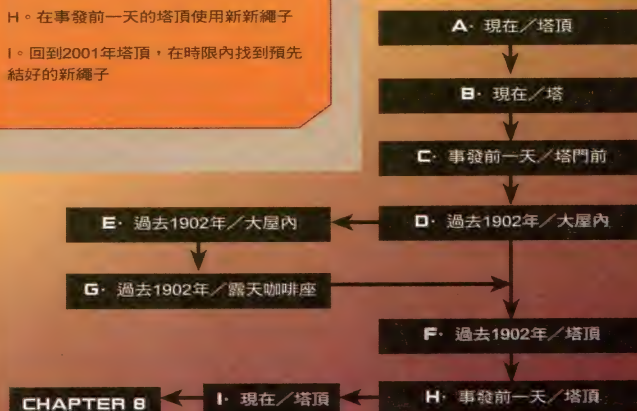 H。在事發前一天的塔頂使用新新繩子
I。回到2001年塔頂，在時限內找到預先
結好的新繩子
A· 現在／塔頂
B· 現在／塔
C· 事發前一天／塔門前
D· 過去1902年／大屋內
E· 過去1902年／大屋內
G· 過去1902年／露天咖啡座
F· 過去1902年／塔頂
H· 事發前一天／塔頂
I· 現在／塔頂
CHAPTER 8